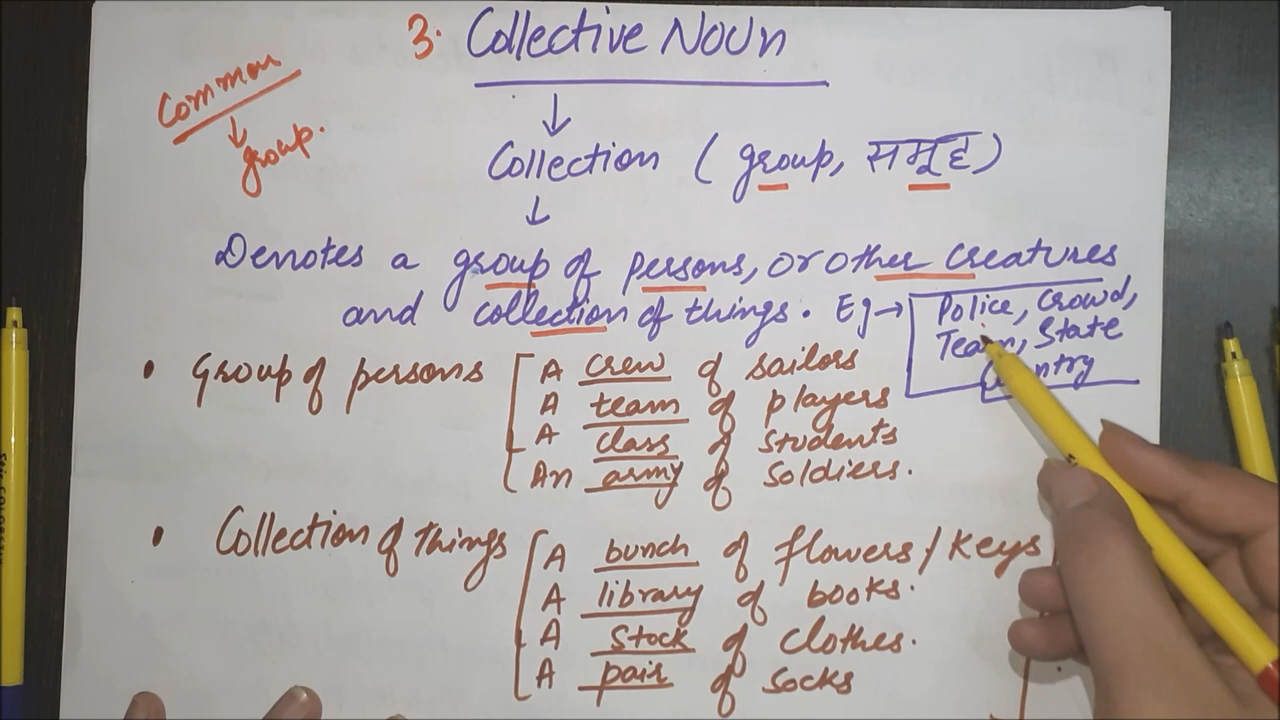 3. Collective Noun
Common
group.
Collection ( group, समूह )
Denotes a group of persons, or other creatures
and collection of things. Eg → Police, Crowd,
Team, State
Country
• Group of persons
A crew of sailors
A team of players
A class of students
An army of soldiers.
• Collection of things
A bunch of flowers / keys
A library of books.
A stock of clothes.
A pair of socks